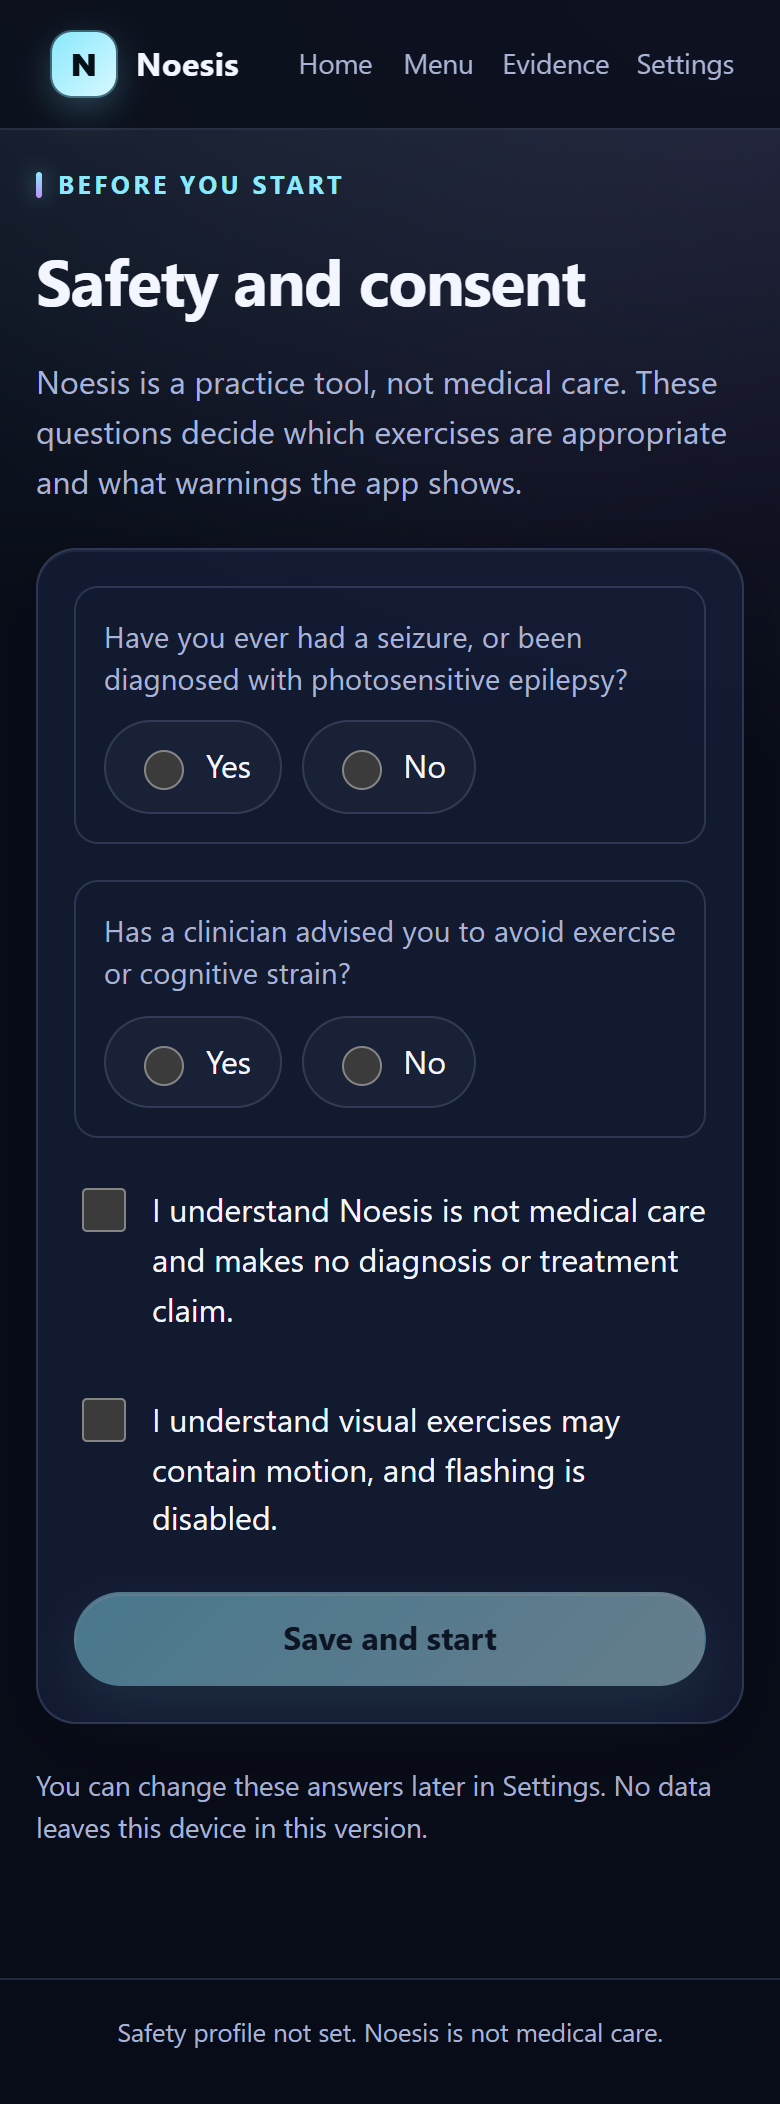 N Noesis Home Menu Evidence Settings
BEFORE YOU START
Safety and consent
Noesis is a practice tool, not medical care. These
questions decide which exercises are appropriate
and what warnings the app shows.
Have you ever had a seizure, or been
diagnosed with photosensitive epilepsy?
Yes No
Has a clinician advised you to avoid exercise
or cognitive strain?
Yes No
I understand Noesis is not medical care
and makes no diagnosis or treatment
claim.
I understand visual exercises may
contain motion, and flashing is
disabled.
Save and start
You can change these answers later in Settings. No data
leaves this device in this version.
Safety profile not set. Noesis is not medical care.